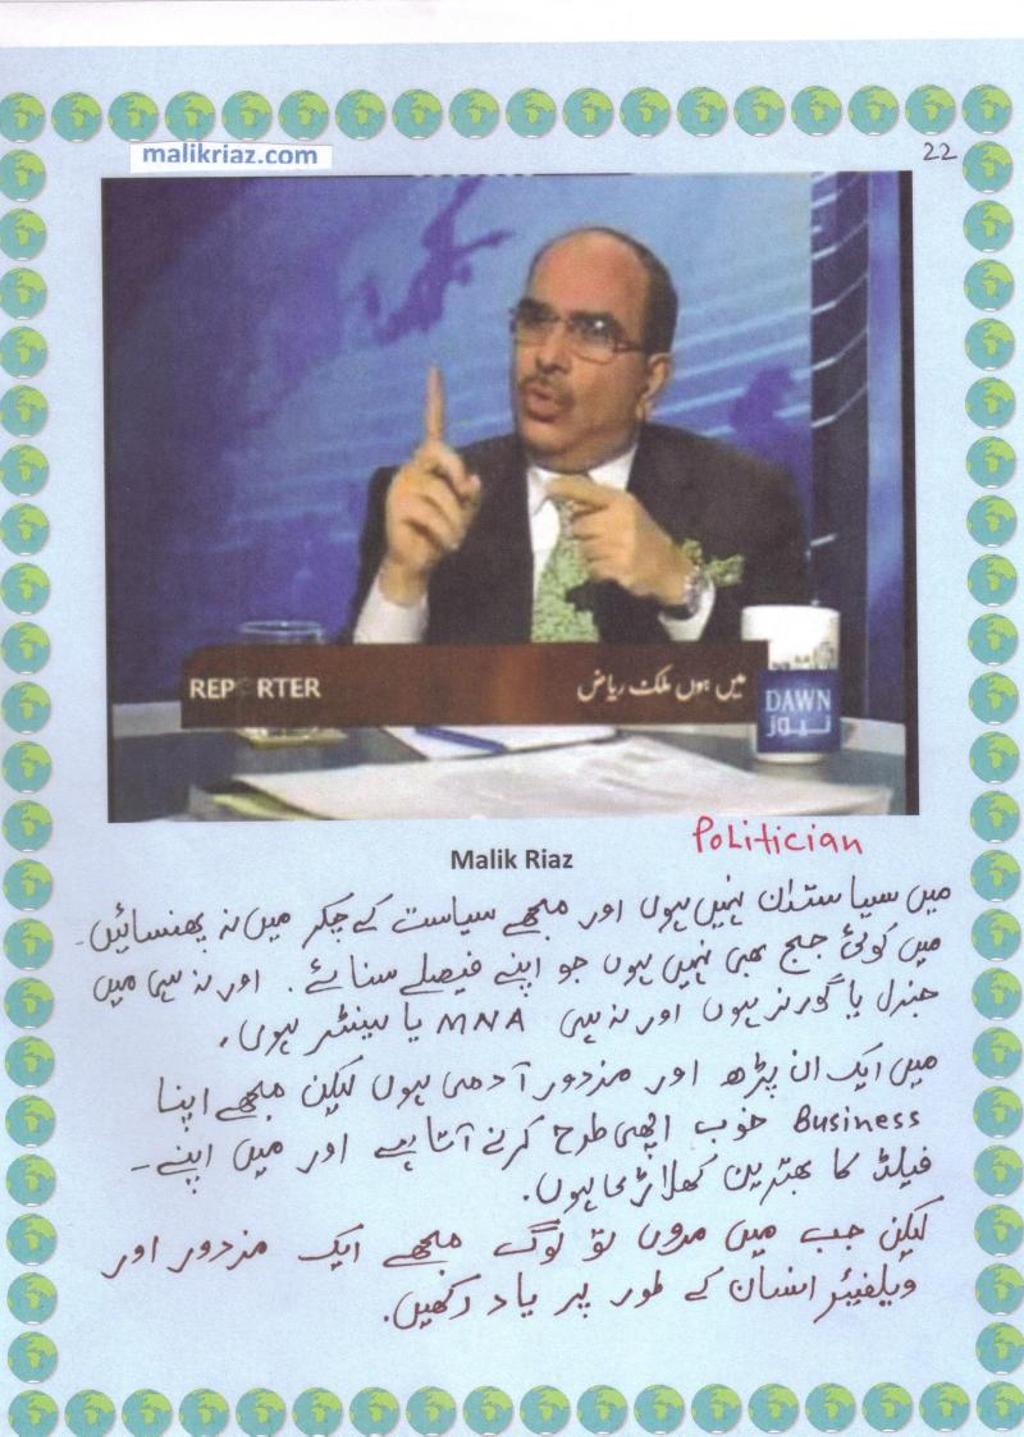 malikriaz.com
22
REPORTER
میں ہوں ملک ریاض
DAWN
نیوز
Politician
Malik Riaz
میں سیاستدان نہیں ہوں اور مجھے سیاست کے چکر میں نہ پھنسائیں۔
میں کوئی جج بھی نہیں ہوں جو اپنے فیصلے سنائے۔ اور نہ ہی میں
جنرل یا گورنر ہوں اور نہ ہی MNA یا سینٹر ہوں۔
میں ایک ان پڑھ اور مزدور آدمی ہوں لیکن مجھے اپنا
Business خوب اچھی طرح کرنے آتا ہے اور میں اپنے۔
فیلڈ کا بہترین کھلاڑی ہوں۔
لیکن جب میں مروں تو لوگ مجھے ایک مزدور اور
ویلفیئر انسان کے طور پر یاد رکھیں۔